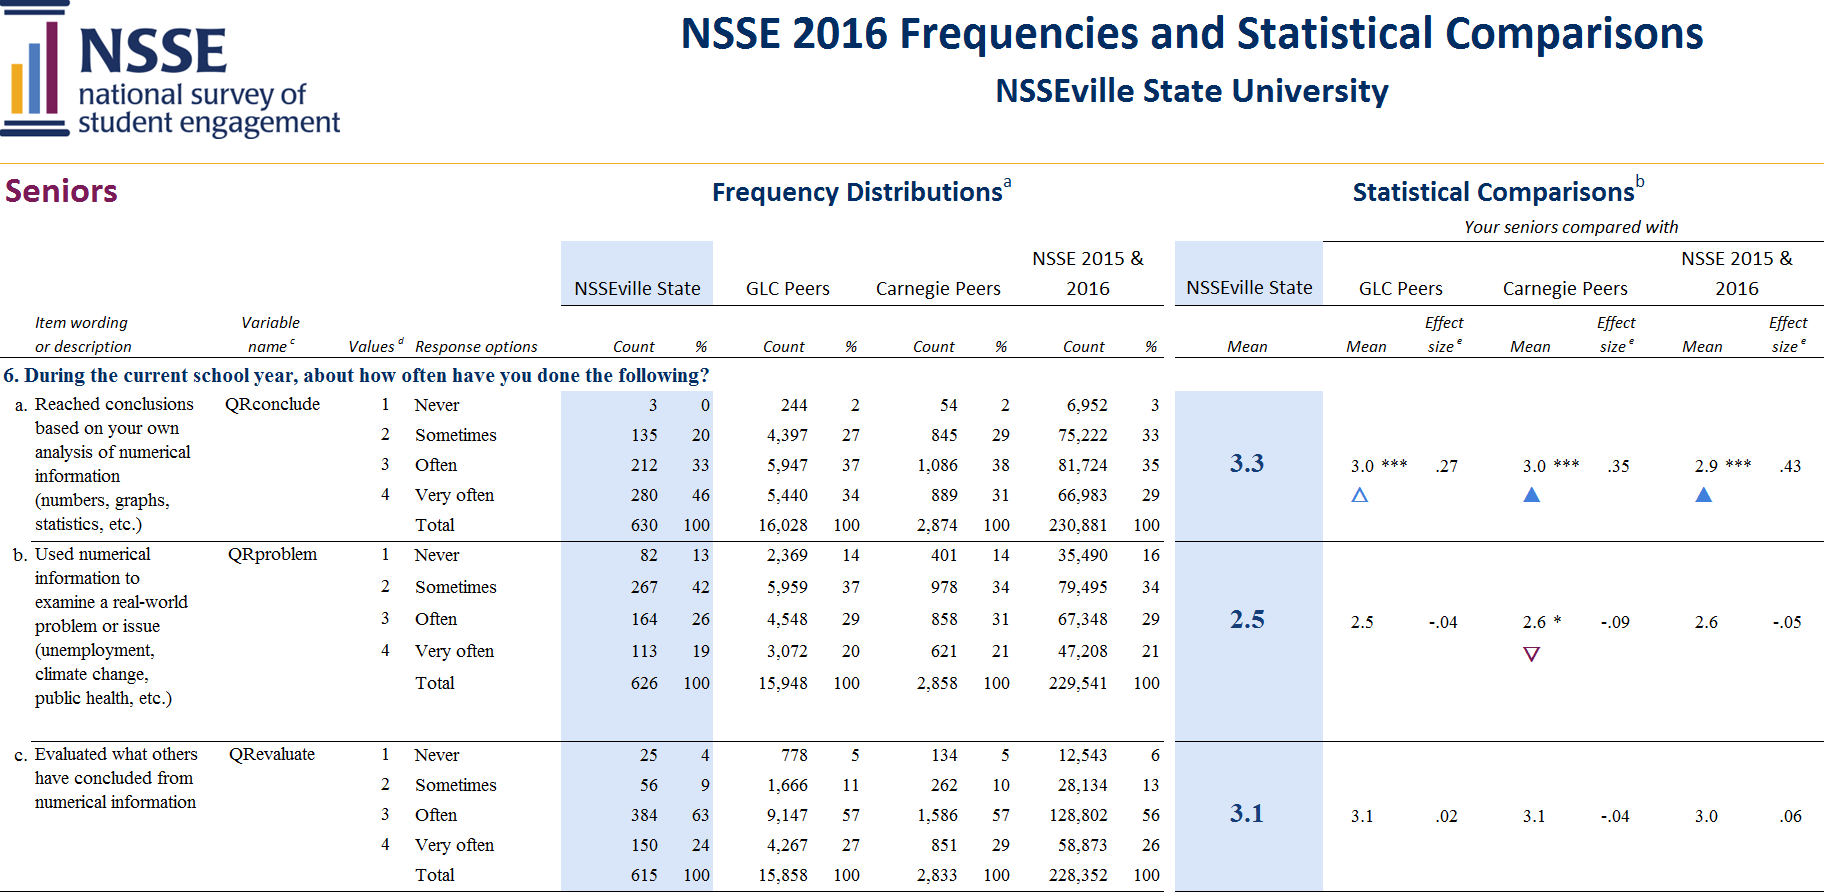 NSSE
national survey of
student engagement
NSSE 2016 Frequencies and Statistical Comparisons
NSSEville State University
Seniors
Frequency Distributionsa
Statistical Comparisonsb
Your seniors compared with
NSSEville State GLC Peers Carnegie Peers NSSE 2015 & 2016
NSSEville State GLC Peers Carnegie Peers NSSE 2015 & 2016
Item wording or description Variable name c Values d Response options Count % Count % Count % Count % Mean Mean Effect size e Mean Effect size e Mean Effect size e
6. During the current school year, about how often have you done the following?
a. Reached conclusions based on your own analysis of numerical information (numbers, graphs, statistics, etc.)
QRconclude
1 Never 3 0 244 2 54 2 6,952 3
2 Sometimes 135 20 4,397 27 845 29 75,222 33
3 Often 212 33 5,947 37 1,086 38 81,724 35
4 Very often 280 46 5,440 34 889 31 66,983 29
Total 630 100 16,028 100 2,874 100 230,881 100
3.3 3.0 *** .27 3.0 *** .35 2.9 *** .43
b. Used numerical information to examine a real-world problem or issue (unemployment, climate change, public health, etc.)
QRproblem
1 Never 82 13 2,369 14 401 14 35,490 16
2 Sometimes 267 42 5,959 37 978 34 79,495 34
3 Often 164 26 4,548 29 858 31 67,348 29
4 Very often 113 19 3,072 20 621 21 47,208 21
Total 626 100 15,948 100 2,858 100 229,541 100
2.5 2.5 -.04 2.6 * -.09 2.6 -.05
c. Evaluated what others have concluded from numerical information
QRevaluate
1 Never 25 4 778 5 134 5 12,543 6
2 Sometimes 56 9 1,666 11 262 10 28,134 13
3 Often 384 63 9,147 57 1,586 57 128,802 56
4 Very often 150 24 4,267 27 851 29 58,873 26
Total 615 100 15,858 100 2,833 100 228,352 100
3.1 3.1 .02 3.1 -.04 3.0 .06